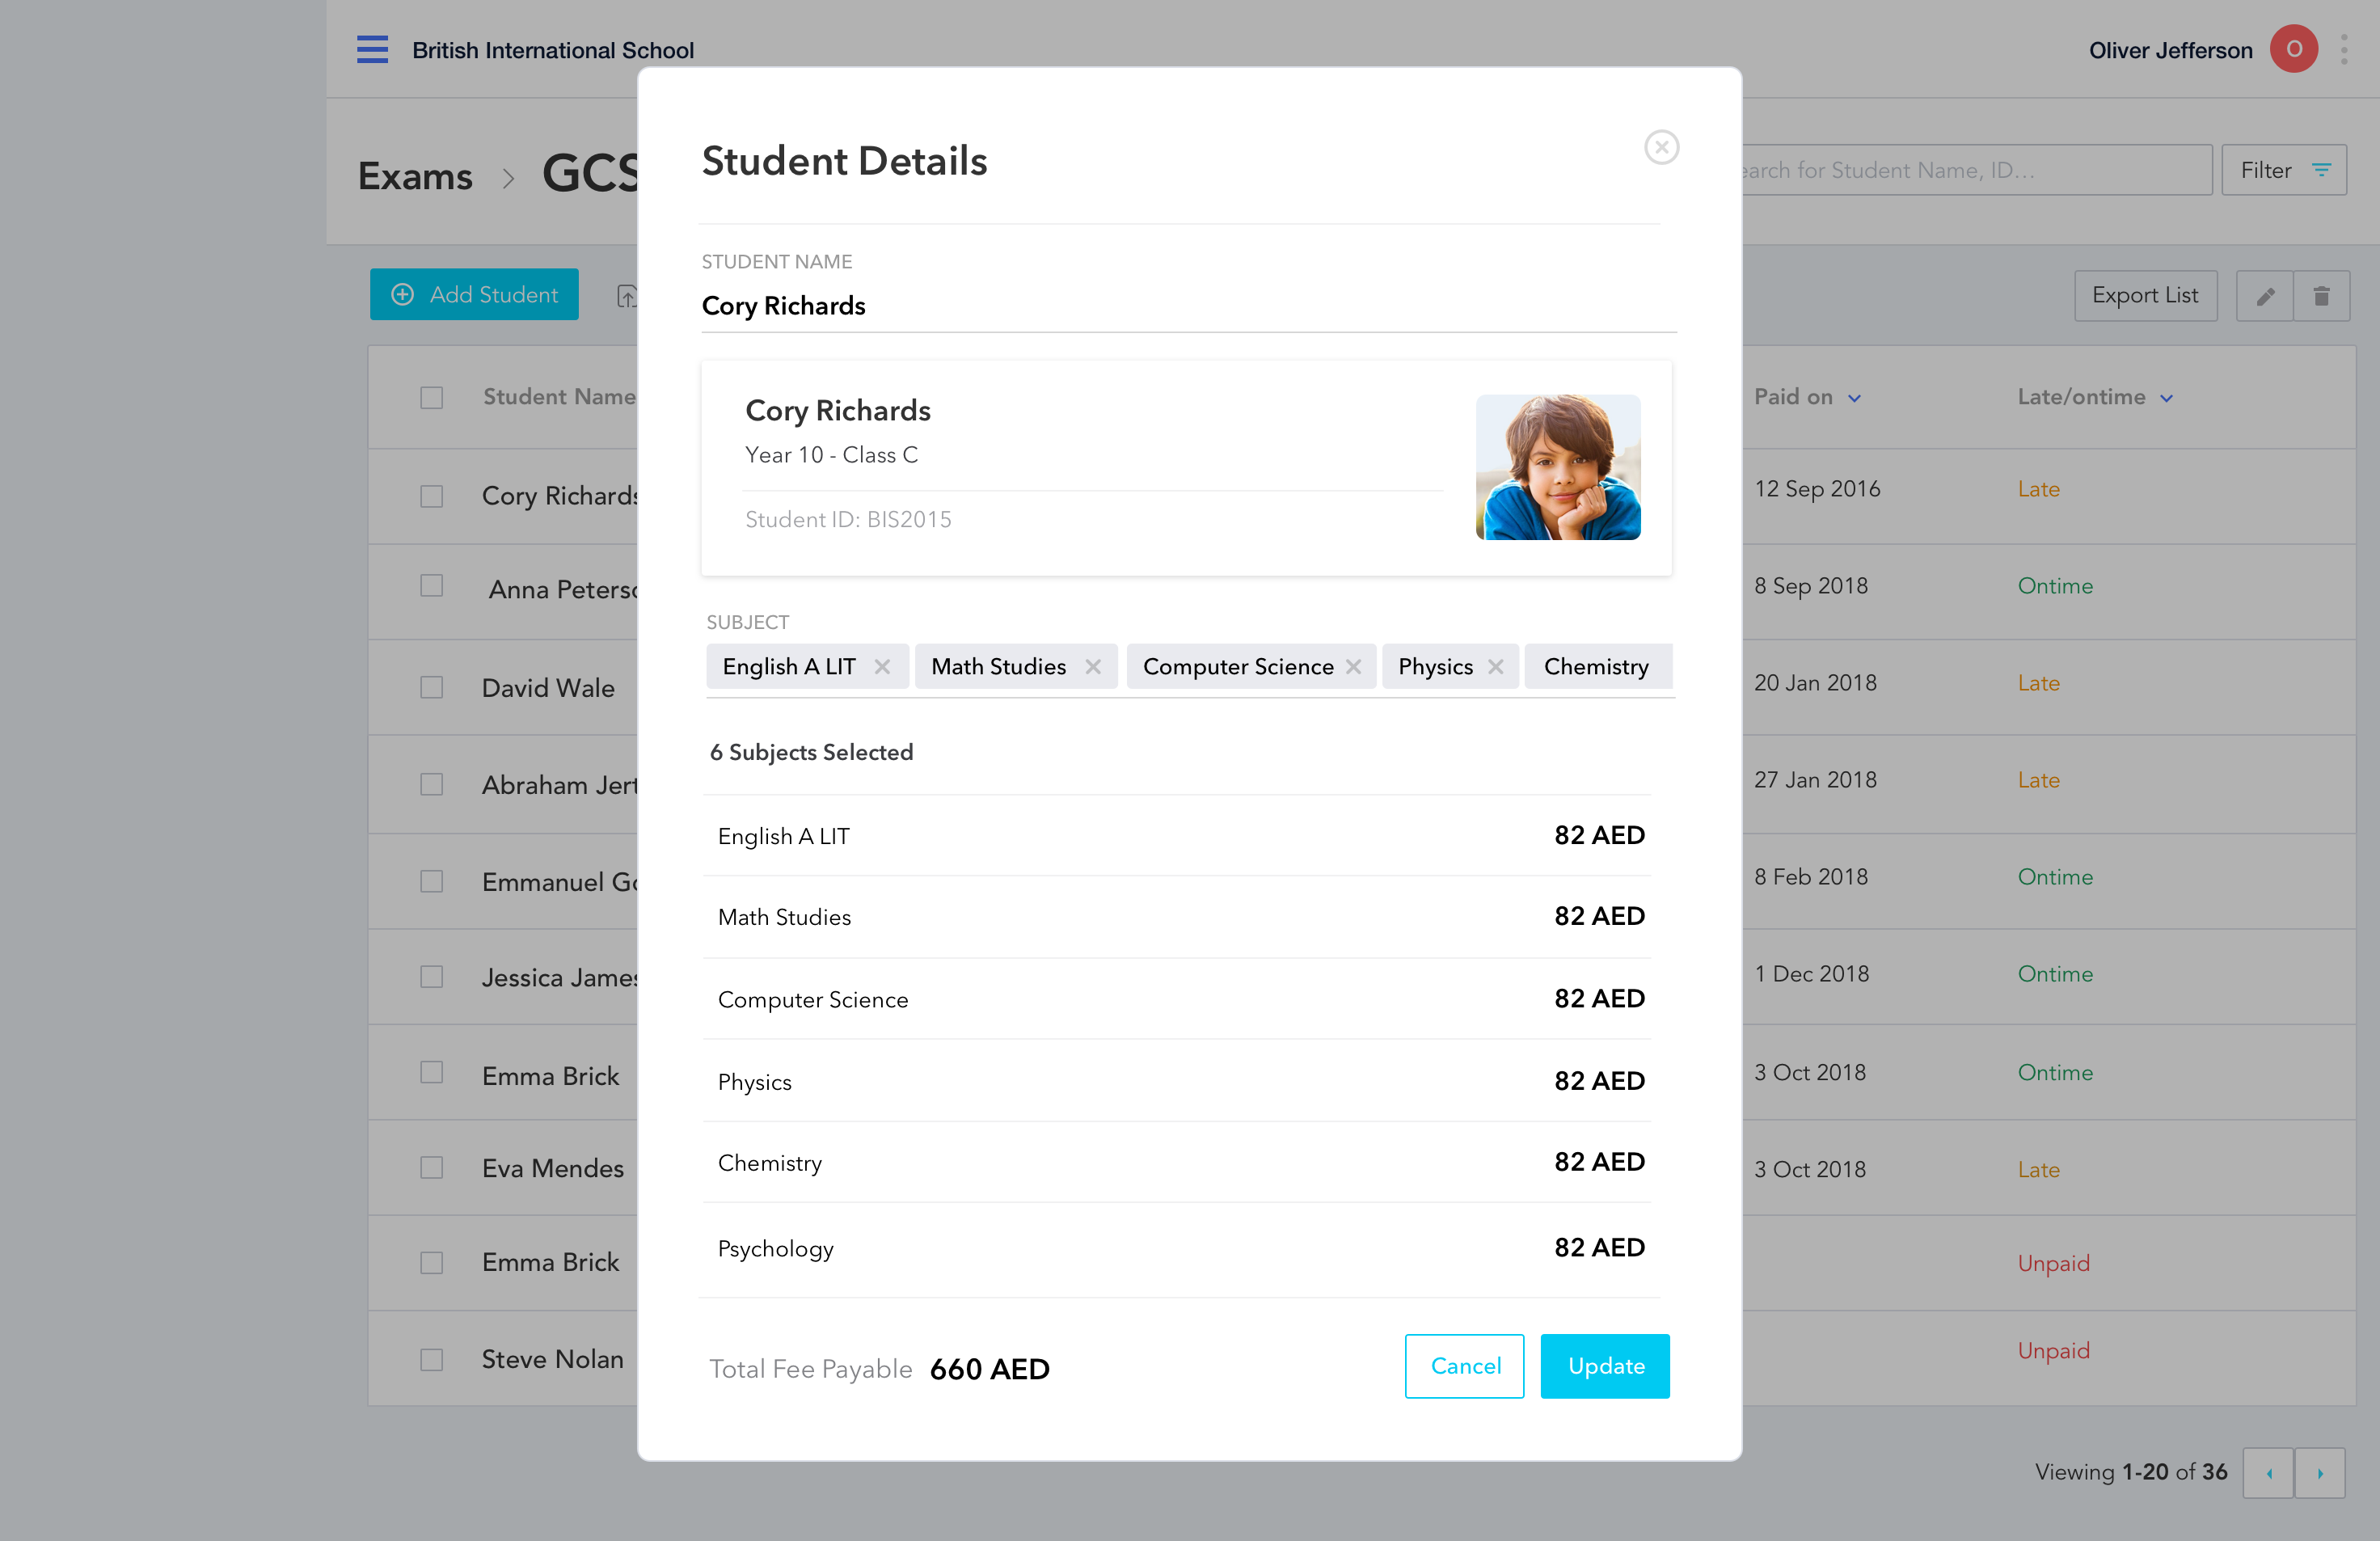 British International School
Oliver Jefferson
O
Exams > GCS
earch for Student Name, ID...
Filter
Add Student
Export List
Student Name
Paid on
Late/ontime
Cory Richards
12 Sep 2016
Late
Anna Peterso
8 Sep 2018
Ontime
David Wale
20 Jan 2018
Late
Abraham Jert
27 Jan 2018
Late
Emmanuel Go
8 Feb 2018
Ontime
Jessica James
1 Dec 2018
Ontime
Emma Brick
3 Oct 2018
Ontime
Eva Mendes
3 Oct 2018
Late
Emma Brick
Unpaid
Steve Nolan
Unpaid
Viewing 1-20 of 36
Student Details
STUDENT NAME
Cory Richards
Cory Richards
Year 10 - Class C
Student ID: BIS2015
SUBJECT
English A LIT
Math Studies
Computer Science
Physics
Chemistry
6 Subjects Selected
English A LIT 82 AED
Math Studies 82 AED
Computer Science 82 AED
Physics 82 AED
Chemistry 82 AED
Psychology 82 AED
Total Fee Payable 660 AED
Cancel
Update